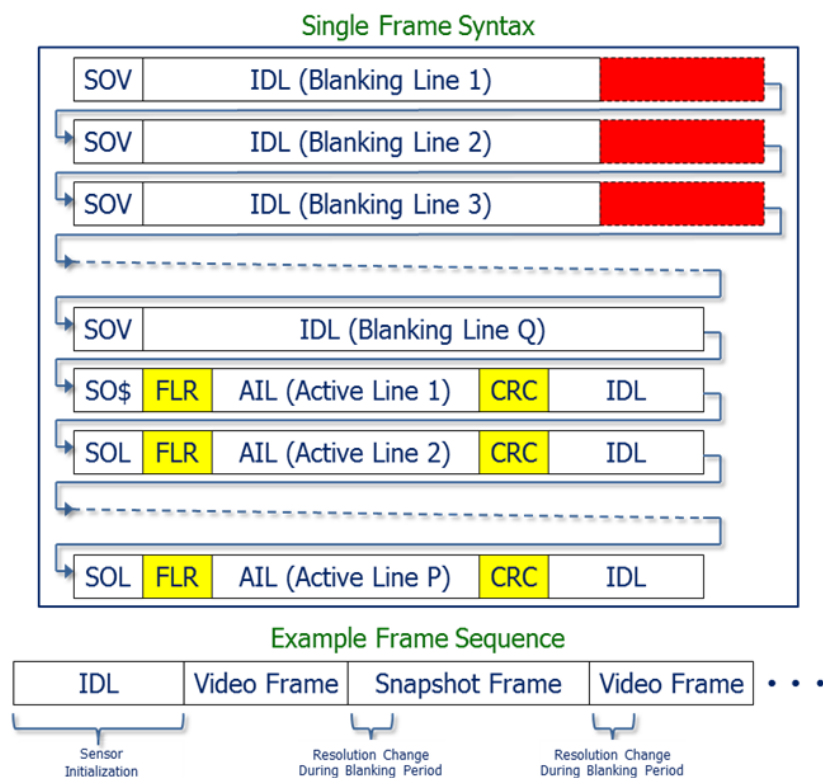 Single Frame Syntax
SOV IDL (Blanking Line 1)
SOV IDL (Blanking Line 2)
SOV IDL (Blanking Line 3)
SOV IDL (Blanking Line Q)
SO$ FLR AIL (Active Line 1) CRC IDL
SOL FLR AIL (Active Line 2) CRC IDL
SOL FLR AIL (Active Line P) CRC IDL
Example Frame Sequence
IDL Video Frame Snapshot Frame Video Frame • • •
Sensor
Initialization
Resolution Change
During Blanking Period
Resolution Change
During Blanking Period